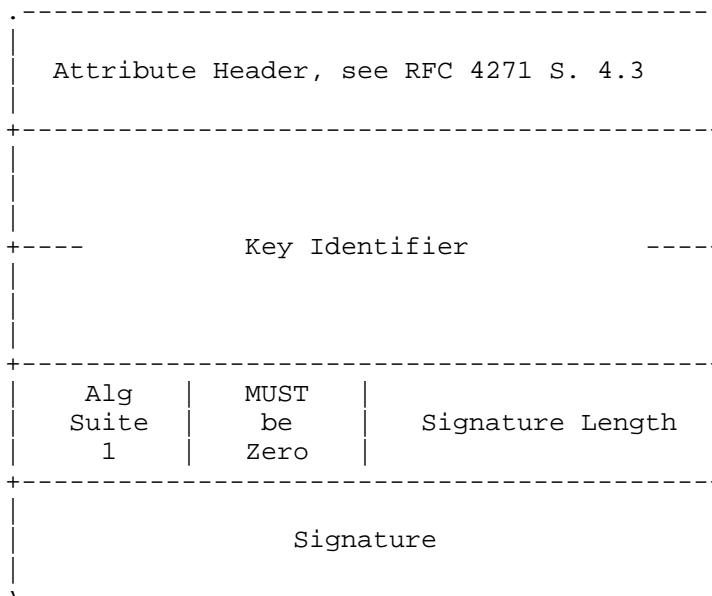 Attribute Header, see RFC 4271 S. 4.3
Key Identifier
Alg MUST
Suite be Signature Length
1 Zero
Signature